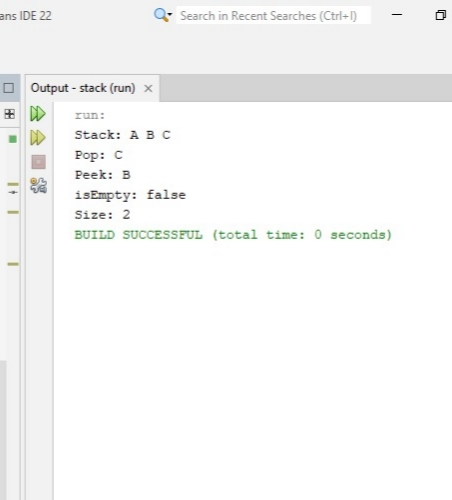 ans IDE 22
Search in Recent Searches (Ctrl+I)
Output - stack (run) ×
run:
Stack: A B C
Pop: C
Peek: B
isEmpty: false
Size: 2
BUILD SUCCESSFUL (total time: 0 seconds)